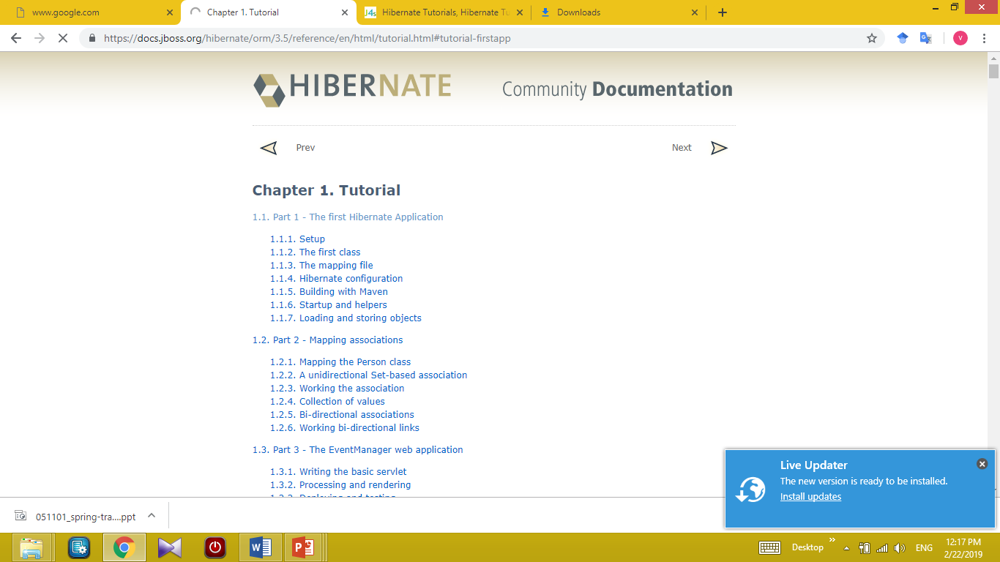 www.google.com
Chapter 1. Tutorial
J4s
Hibernate Tutorials, Hibernate Tu
Downloads
https://docs.jboss.org/hibernate/orm/3.5/reference/en/html/tutorial.html#tutorial-firstapp
V
HIBERNATE
Community Documentation
Prev
Next
Chapter 1. Tutorial
1.1. Part 1 - The first Hibernate Application
1.1.1. Setup
1.1.2. The first class
1.1.3. The mapping file
1.1.4. Hibernate configuration
1.1.5. Building with Maven
1.1.6. Startup and helpers
1.1.7. Loading and storing objects
1.2. Part 2 - Mapping associations
1.2.1. Mapping the Person class
1.2.2. A unidirectional Set-based association
1.2.3. Working the association
1.2.4. Collection of values
1.2.5. Bi-directional associations
1.2.6. Working bi-directional links
1.3. Part 3 - The EventManager web application
1.3.1. Writing the basic servlet
1.3.2. Processing and rendering
1.3.3. Deploying and testing
Live Updater
The new version is ready to be installed.
Install updates
051101_spring-tra....ppt
Desktop
ENG
12:17 PM
2/22/2019